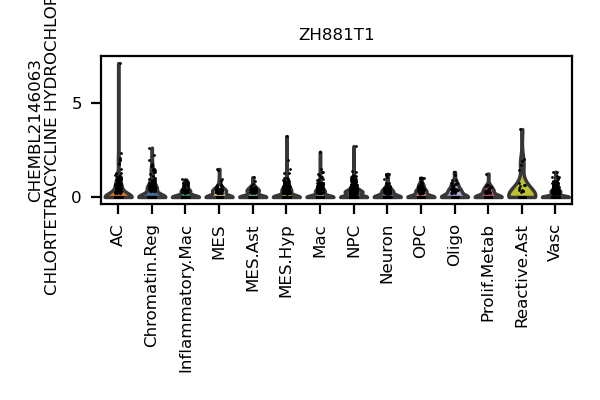 ZH881T1
CHEMBL2146063
CHLORTETRACYCLINE
5
0
AC
Chromatin.Reg
Inflammatory.Mac
MES
MES.Ast
MES.Hyp
Mac
NPC
Neuron
OPC
Oligo
Prolif.Metab
Reactive.Ast
Vasc